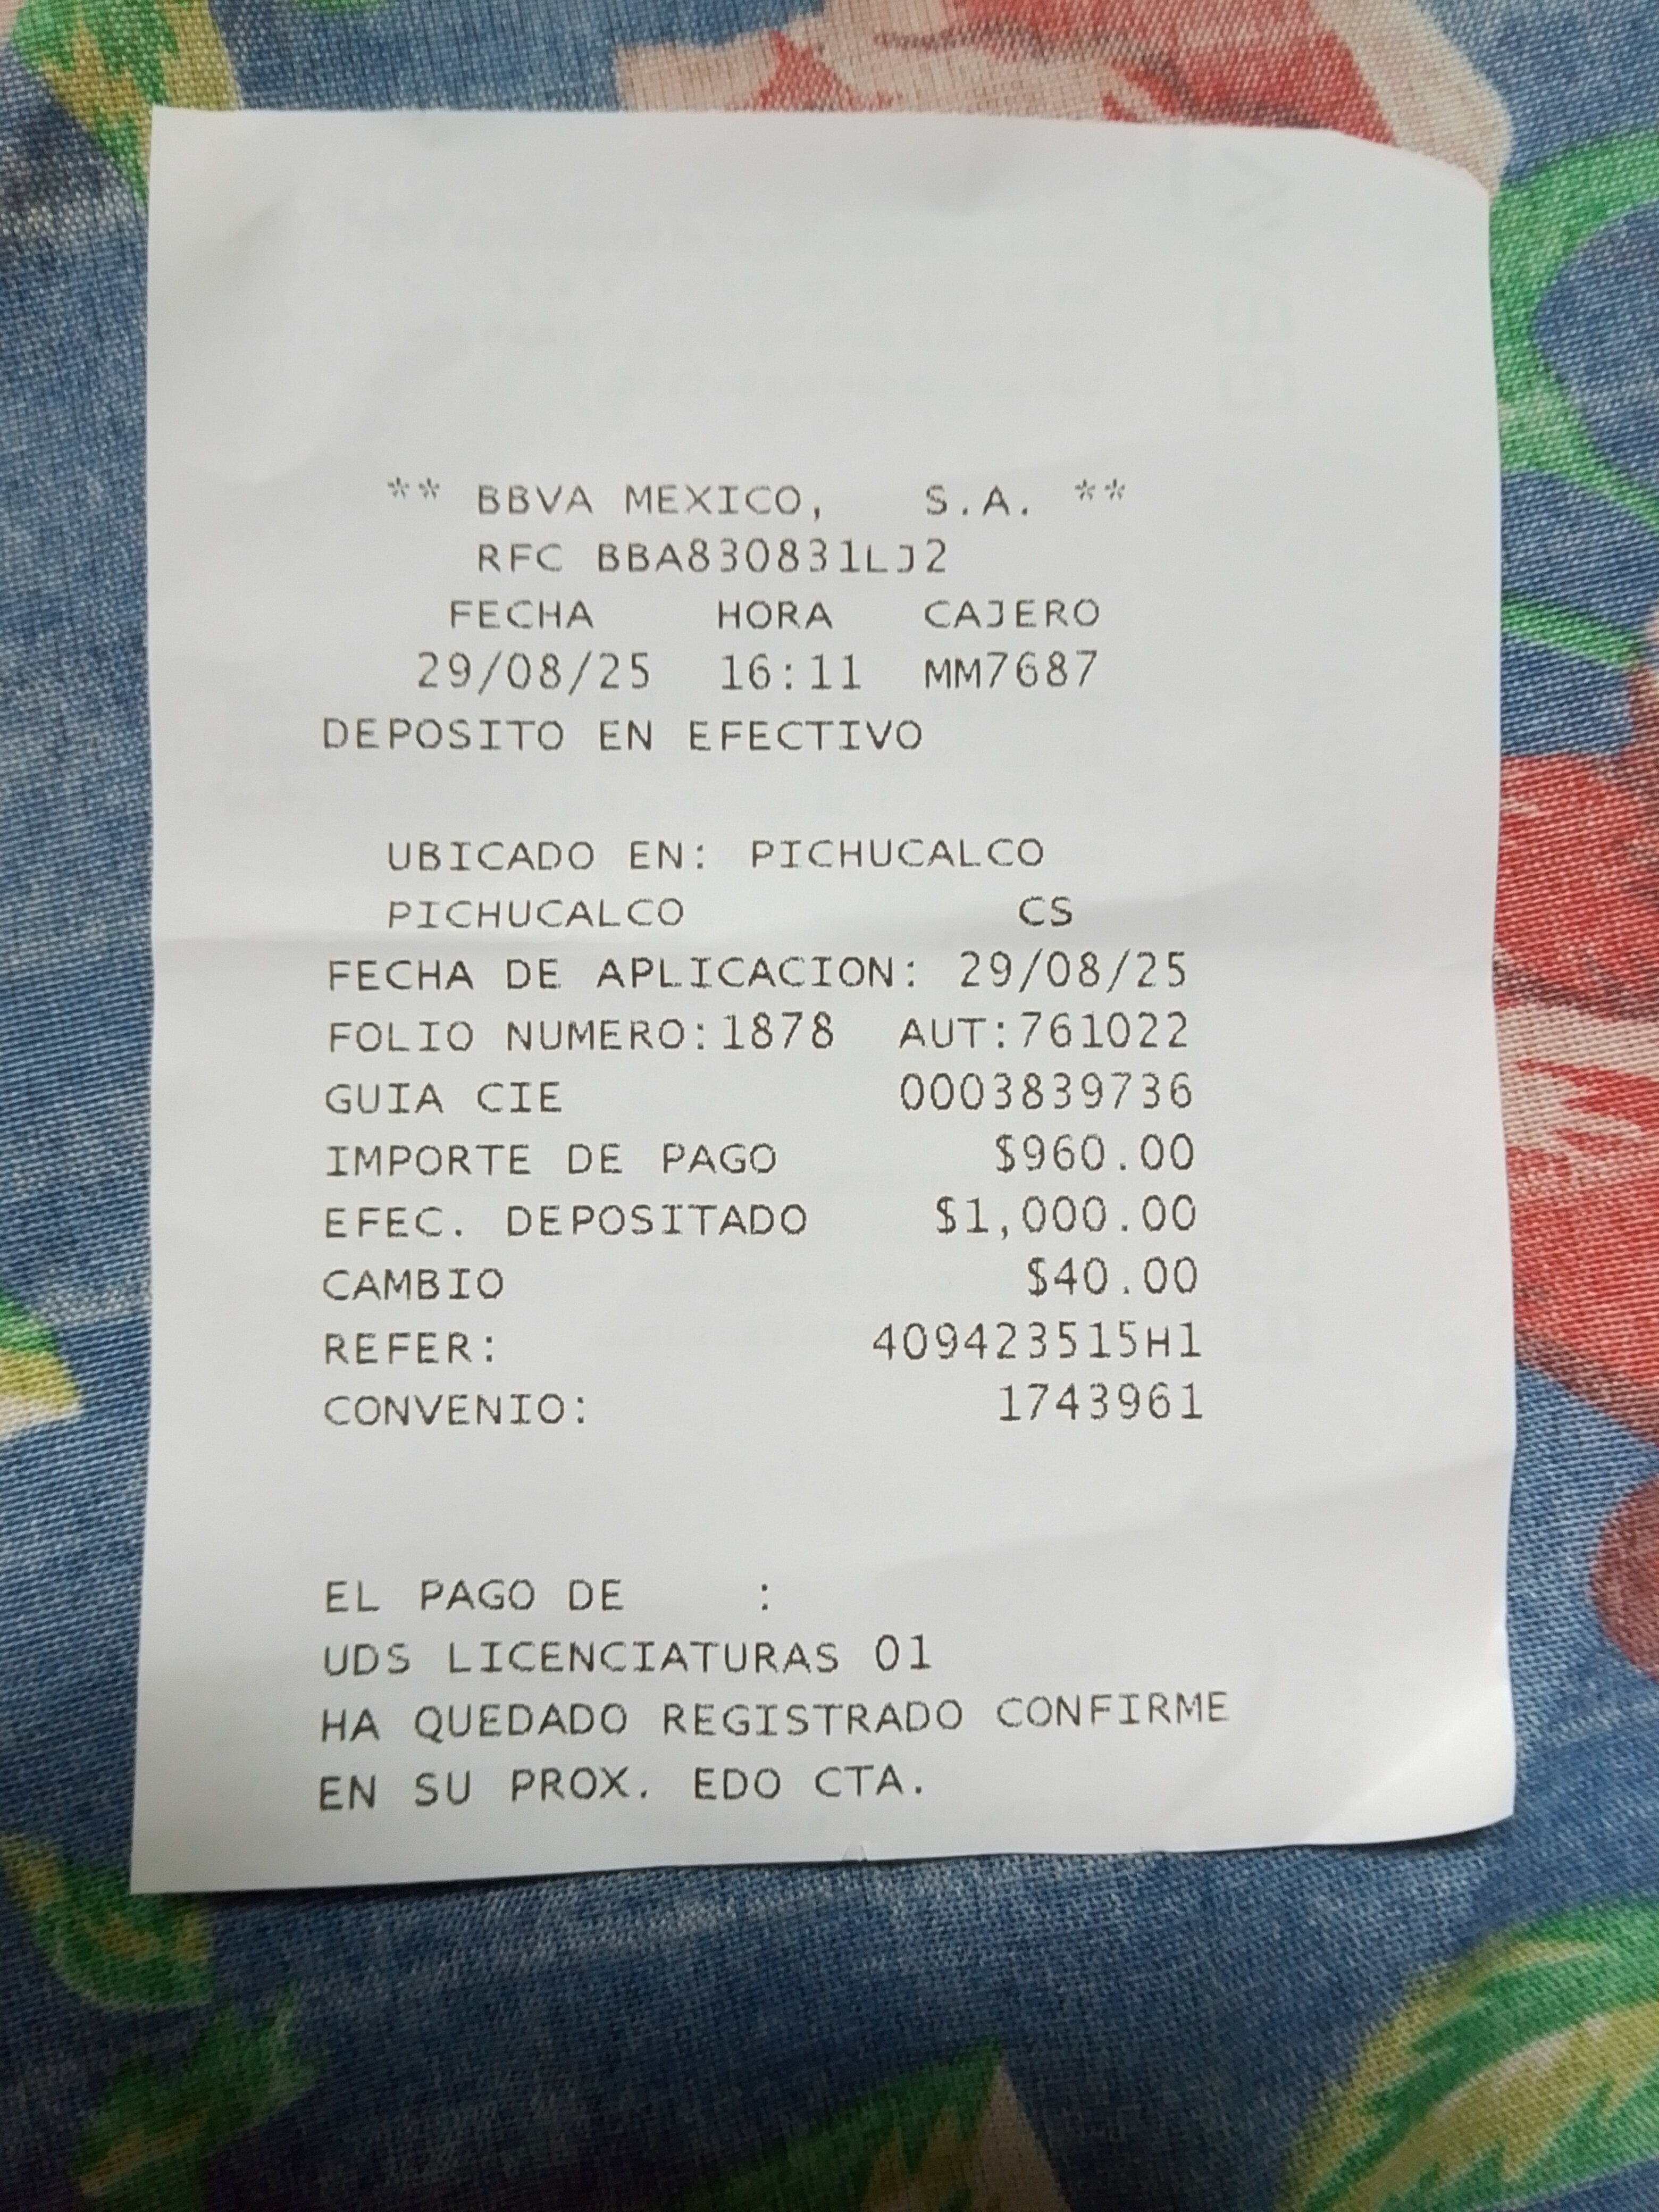 ** BBVA MEXICO, S.A. **
RFC BBA830831LJ2
FECHA HORA CAJERO
29/08/25 16:11 MM7687
DEPOSITO EN EFECTIVO
UBICADO EN: PICHUCALCO
PICHUCALCO CS
FECHA DE APLICACION: 29/08/25
FOLIO NUMERO:1878 AUT:761022
GUIA CIE 0003839736
IMPORTE DE PAGO $960.00
EFEC. DEPOSITADO $1,000.00
CAMBIO $40.00
REFER: 409423515H1
CONVENIO: 1743961
EL PAGO DE :
UDS LICENCIATURAS 01
HA QUEDADO REGISTRADO CONFIRME
EN SU PROX. EDO CTA.